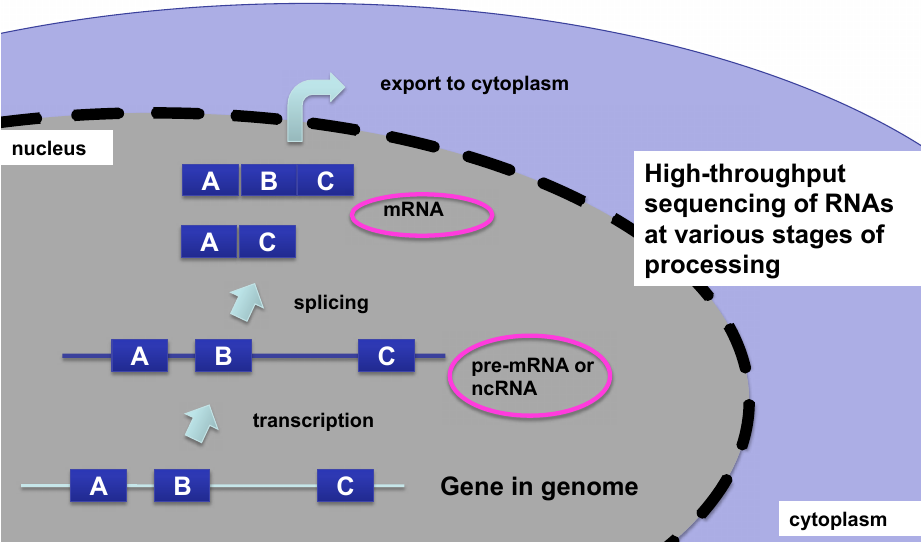 export to cytoplasm
nucleus
High-throughput
sequencing of RNAs
at various stages of
processing
A B C
mRNA
A C
splicing
A B C
pre-mRNA or
ncRNA
transcription
A B C
Gene in genome
cytoplasm